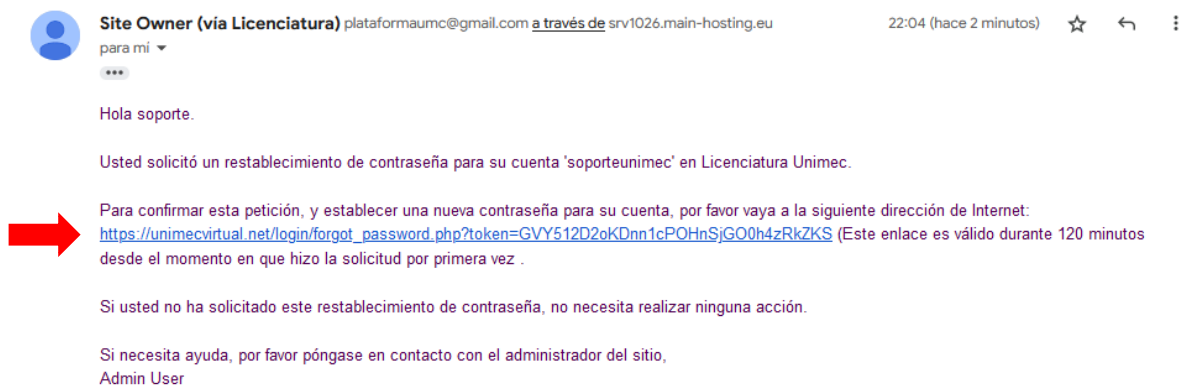 Site Owner (vía Licenciatura) plataformaumc@gmail.com a través de srv1026.main-hosting.eu 22:04 (hace 2 minutos)
para mí
Hola soporte.
Usted solicitó un restablecimiento de contraseña para su cuenta 'soporteunimec' en Licenciatura Unimec.
Para confirmar esta petición, y establecer una nueva contraseña para su cuenta, por favor vaya a la siguiente dirección de Internet:
https://unimecvirtual.net/login/forgot_password.php?token=GVY512D2oKDnn1cPOHnSjGO0h4zRkZKS (Este enlace es válido durante 120 minutos
desde el momento en que hizo la solicitud por primera vez .
Si usted no ha solicitado este restablecimiento de contraseña, no necesita realizar ninguna acción.
Si necesita ayuda, por favor póngase en contacto con el administrador del sitio,
Admin User